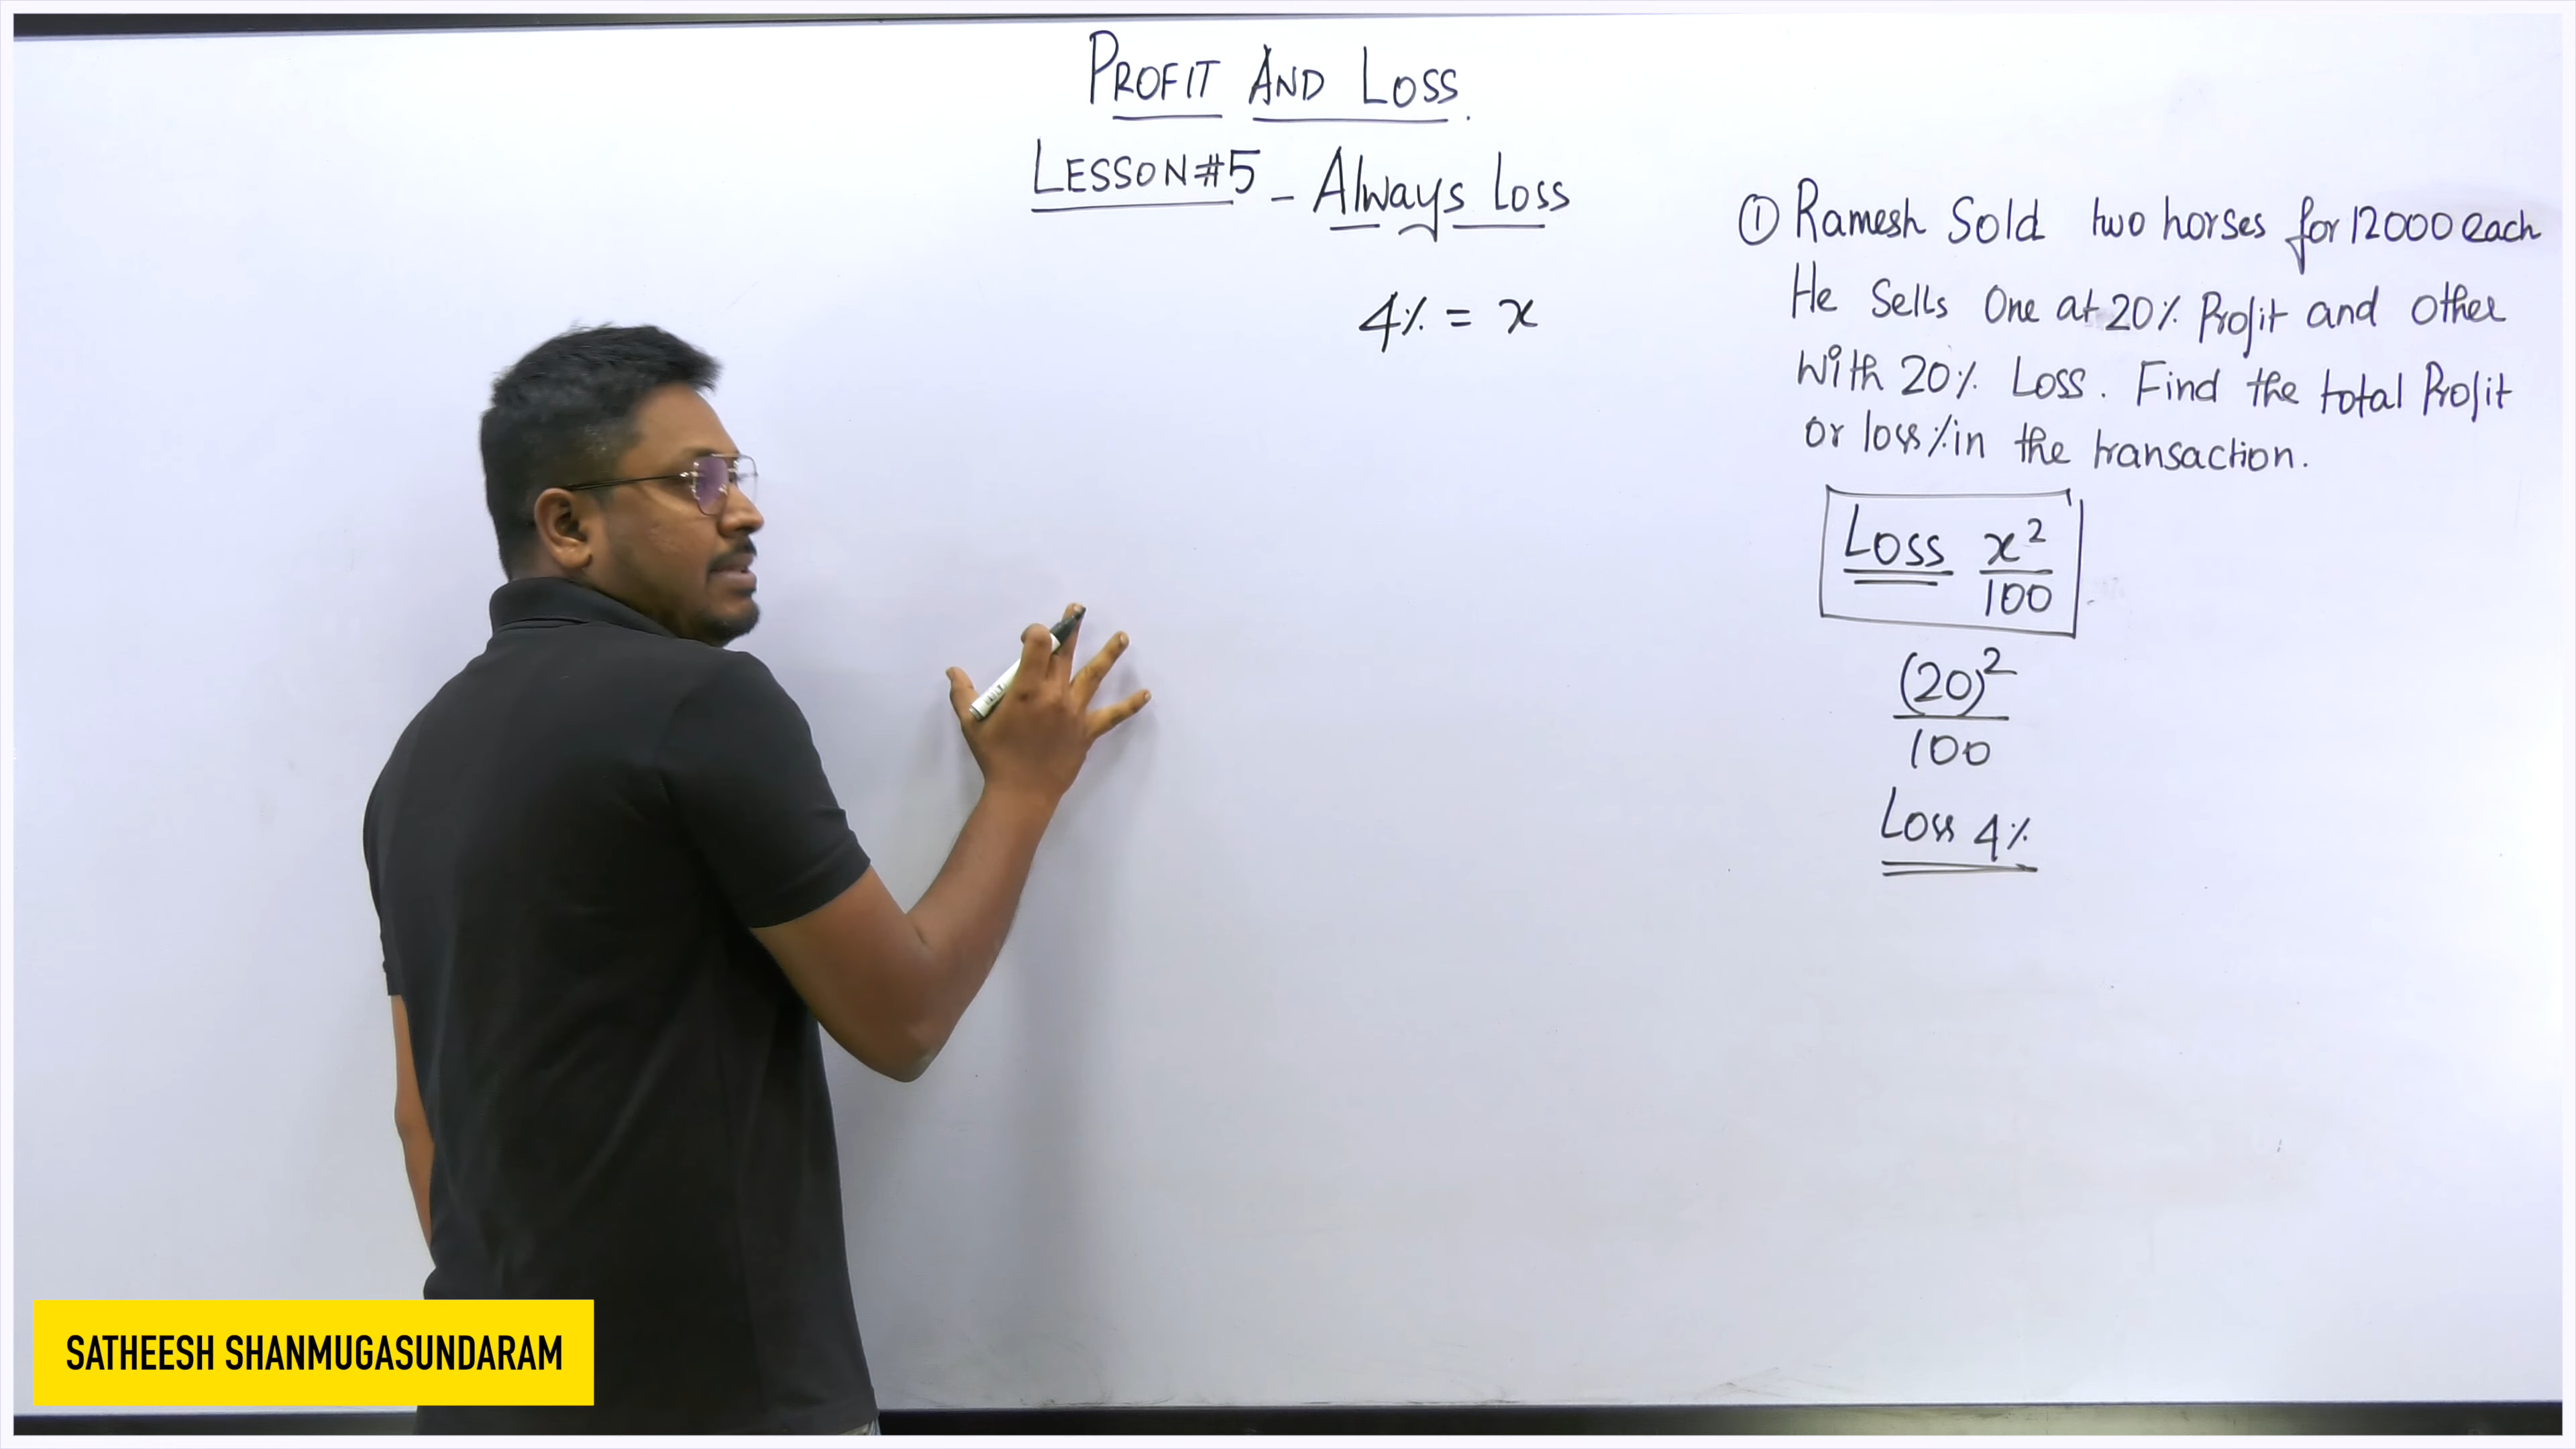 PROFIT AND LOSS.
LESSON#5 - Always Loss
4% = x
① Ramesh Sold two horses for 12000 each
He Sells One at 20% Profit and Other
With 20% Loss. Find the total Profit
or loss % in the transaction.
Loss x²/100
(20)²/100
Loss 4%
SATHEESH SHANMUGASUNDARAM